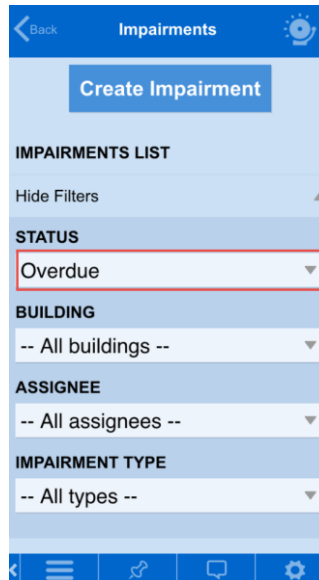 Back
Impairments
Create Impairment
IMPAIRMENTS LIST
Hide Filters
STATUS
Overdue
BUILDING
-- All buildings --
ASSIGNEE
-- All assignees --
IMPAIRMENT TYPE
-- All types --